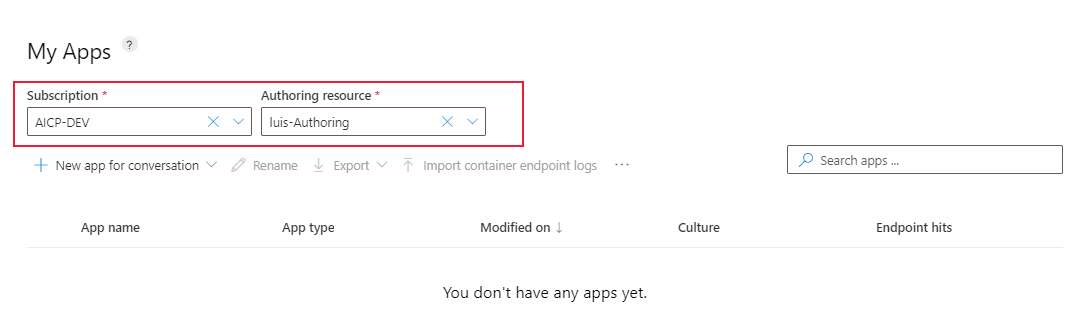 My Apps ?
Subscription * Authoring resource *
AICP-DEV luis-Authoring
New app for conversation Rename Export Import container endpoint logs ... Search apps ...
App name App type Modified on ↓ Culture Endpoint hits
You don't have any apps yet.